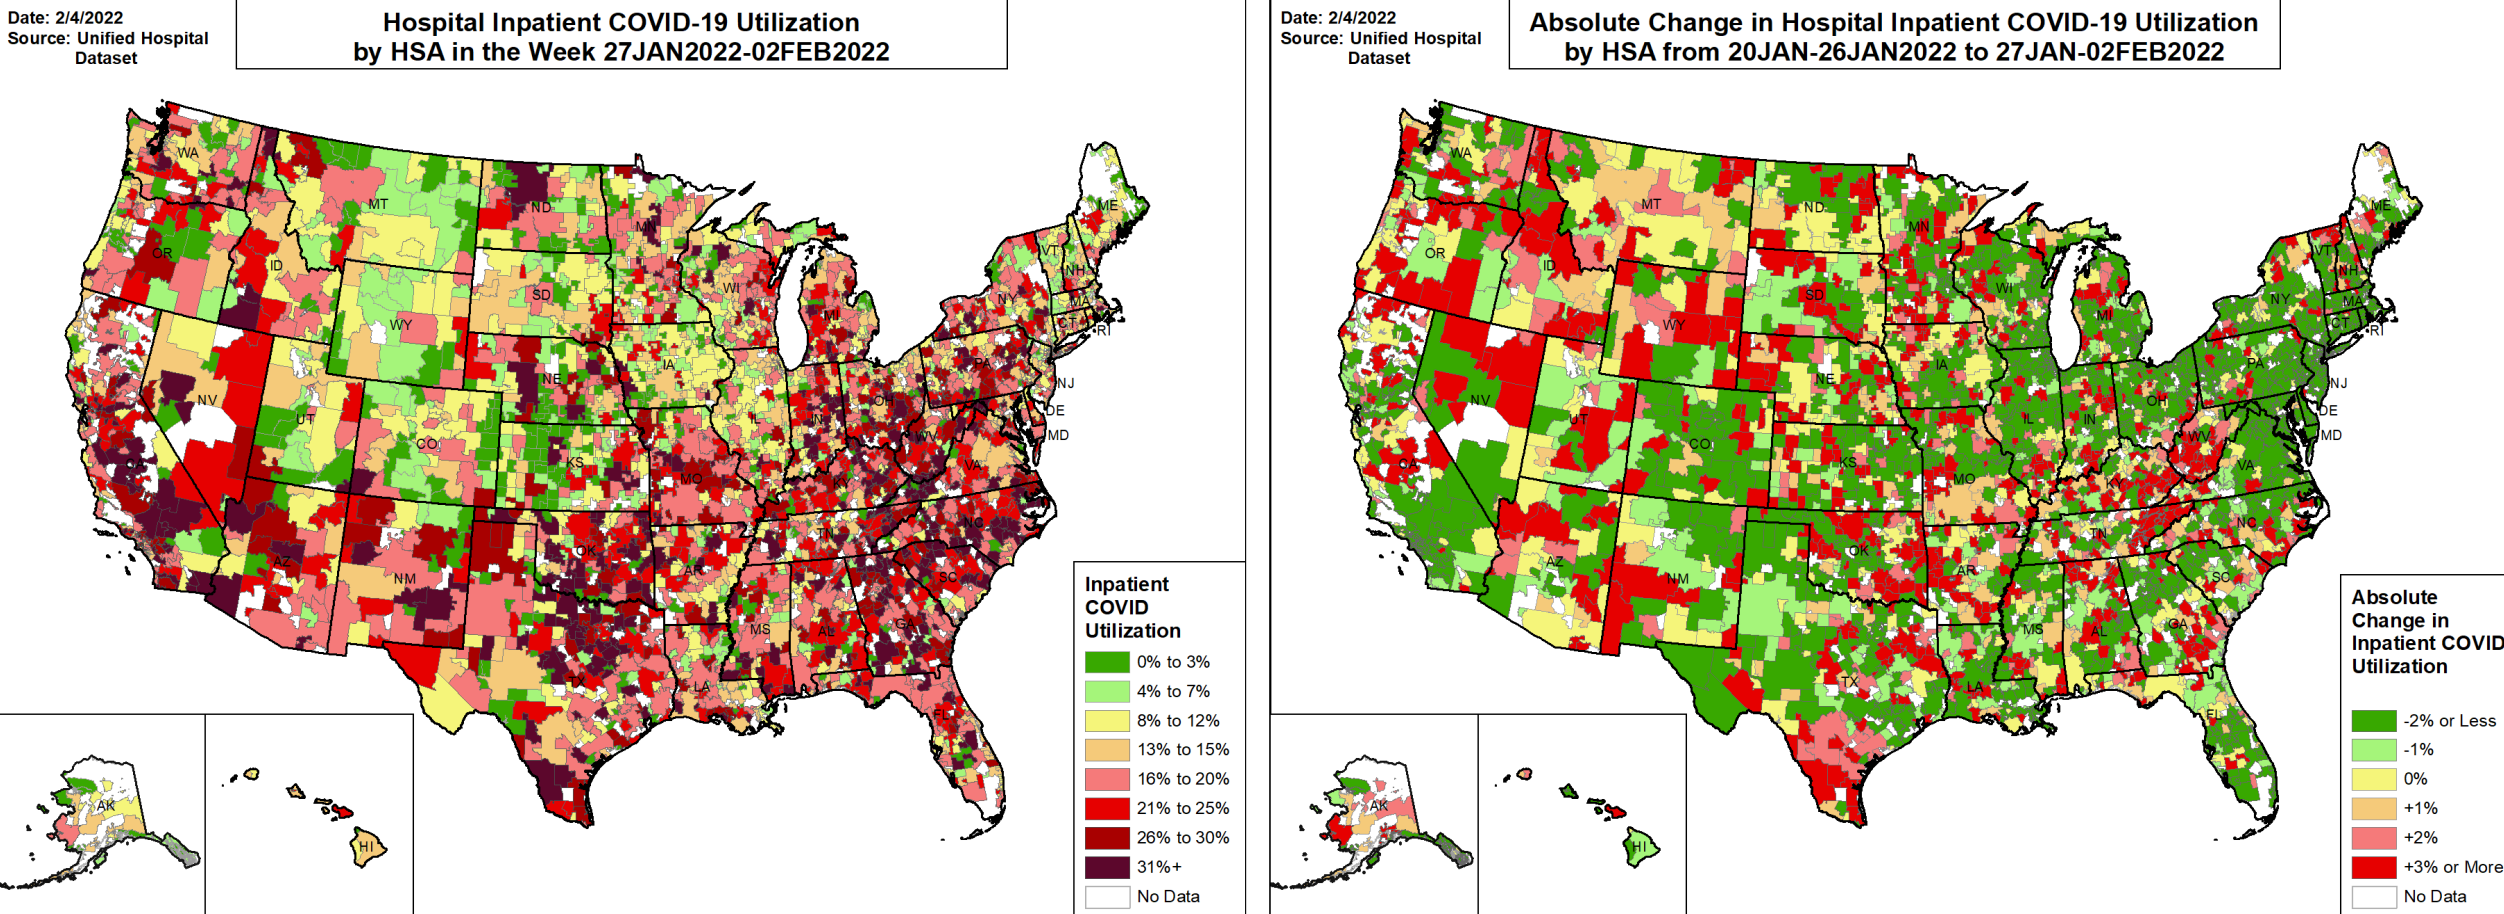 Date: 2/4/2022
Source: Unified Hospital
Dataset
Hospital Inpatient COVID-19 Utilization
by HSA in the Week 27JAN2022-02FEB2022
WA
MT
ND
MN
ME
OR
ID
SD
WI
VT
NH
NY
MA
CT
RI
MI
WY
IA
NE
PA
NJ
NV
UT
CO
IN
OH
DE
MD
WV
VA
KS
MO
KY
CA
NC
TN
OK
AZ
NM
AR
SC
MS
AL
GA
TX
LA
FL
AK
HI
Inpatient
COVID
Utilization
0% to 3%
4% to 7%
8% to 12%
13% to 15%
16% to 20%
21% to 25%
26% to 30%
31%+
No Data
Date: 2/4/2022
Source: Unified Hospital
Dataset
Absolute Change in Hospital Inpatient COVID-19 Utilization
by HSA from 20JAN-26JAN2022 to 27JAN-02FEB2022
WA
MT
ND
MN
ME
OR
ID
SD
WI
VT
NH
NY
MA
CT
RI
MI
WY
IA
NE
PA
NJ
NV
UT
CO
IL
IN
OH
DE
MD
WV
VA
KS
MO
KY
CA
NC
TN
OK
AZ
NM
AR
SC
MS
AL
GA
TX
LA
FL
AK
HI
Absolute
Change in
Inpatient COVID
Utilization
-2% or Less
-1%
0%
+1%
+2%
+3% or More
No Data